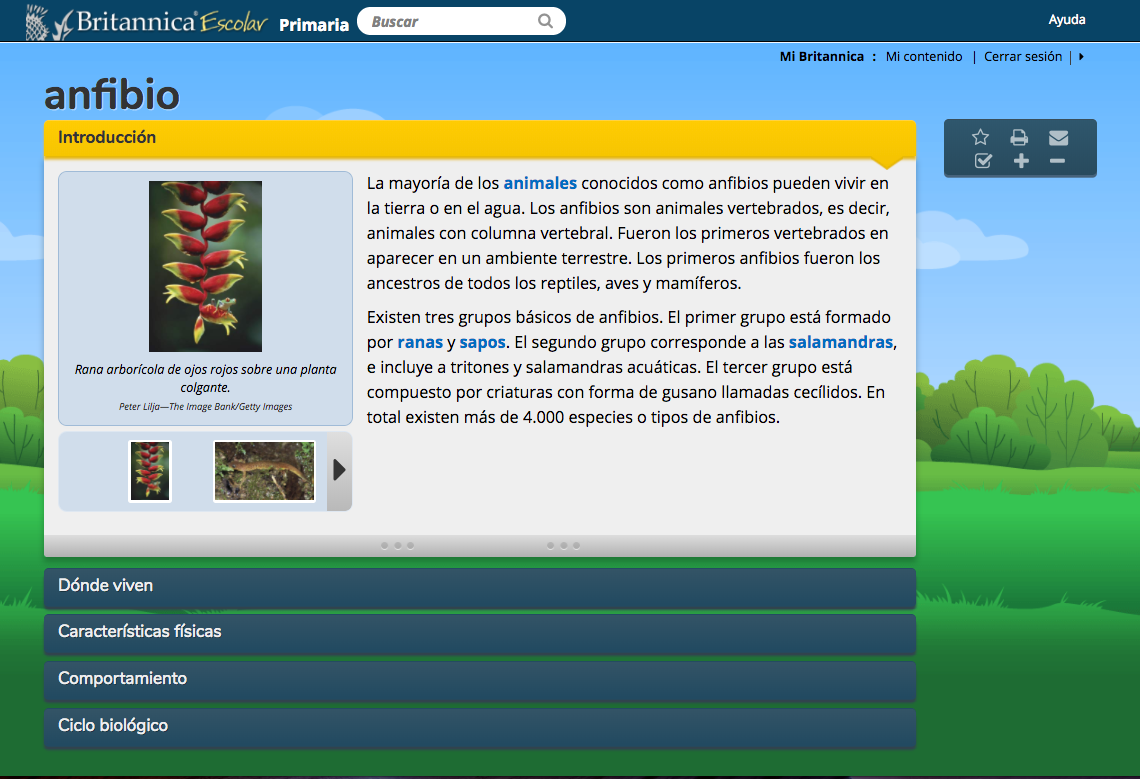 Britannica® Escolar Primaria Buscar Ayuda
Mi Britannica : Mi contenido | Cerrar sesión |
anfibio
Introducción
Rana arborícola de ojos rojos sobre una planta
colgante.
Peter Lilja—The Image Bank/Getty Images
La mayoría de los animales conocidos como anfibios pueden vivir en
la tierra o en el agua. Los anfibios son animales vertebrados, es decir,
animales con columna vertebral. Fueron los primeros vertebrados en
aparecer en un ambiente terrestre. Los primeros anfibios fueron los
ancestros de todos los reptiles, aves y mamíferos.
Existen tres grupos básicos de anfibios. El primer grupo está formado
por ranas y sapos. El segundo grupo corresponde a las salamandras,
e incluye a tritones y salamandras acuáticas. El tercer grupo está
compuesto por criaturas con forma de gusano llamadas cecílidos. En
total existen más de 4.000 especies o tipos de anfibios.
Dónde viven
Características físicas
Comportamiento
Ciclo biológico